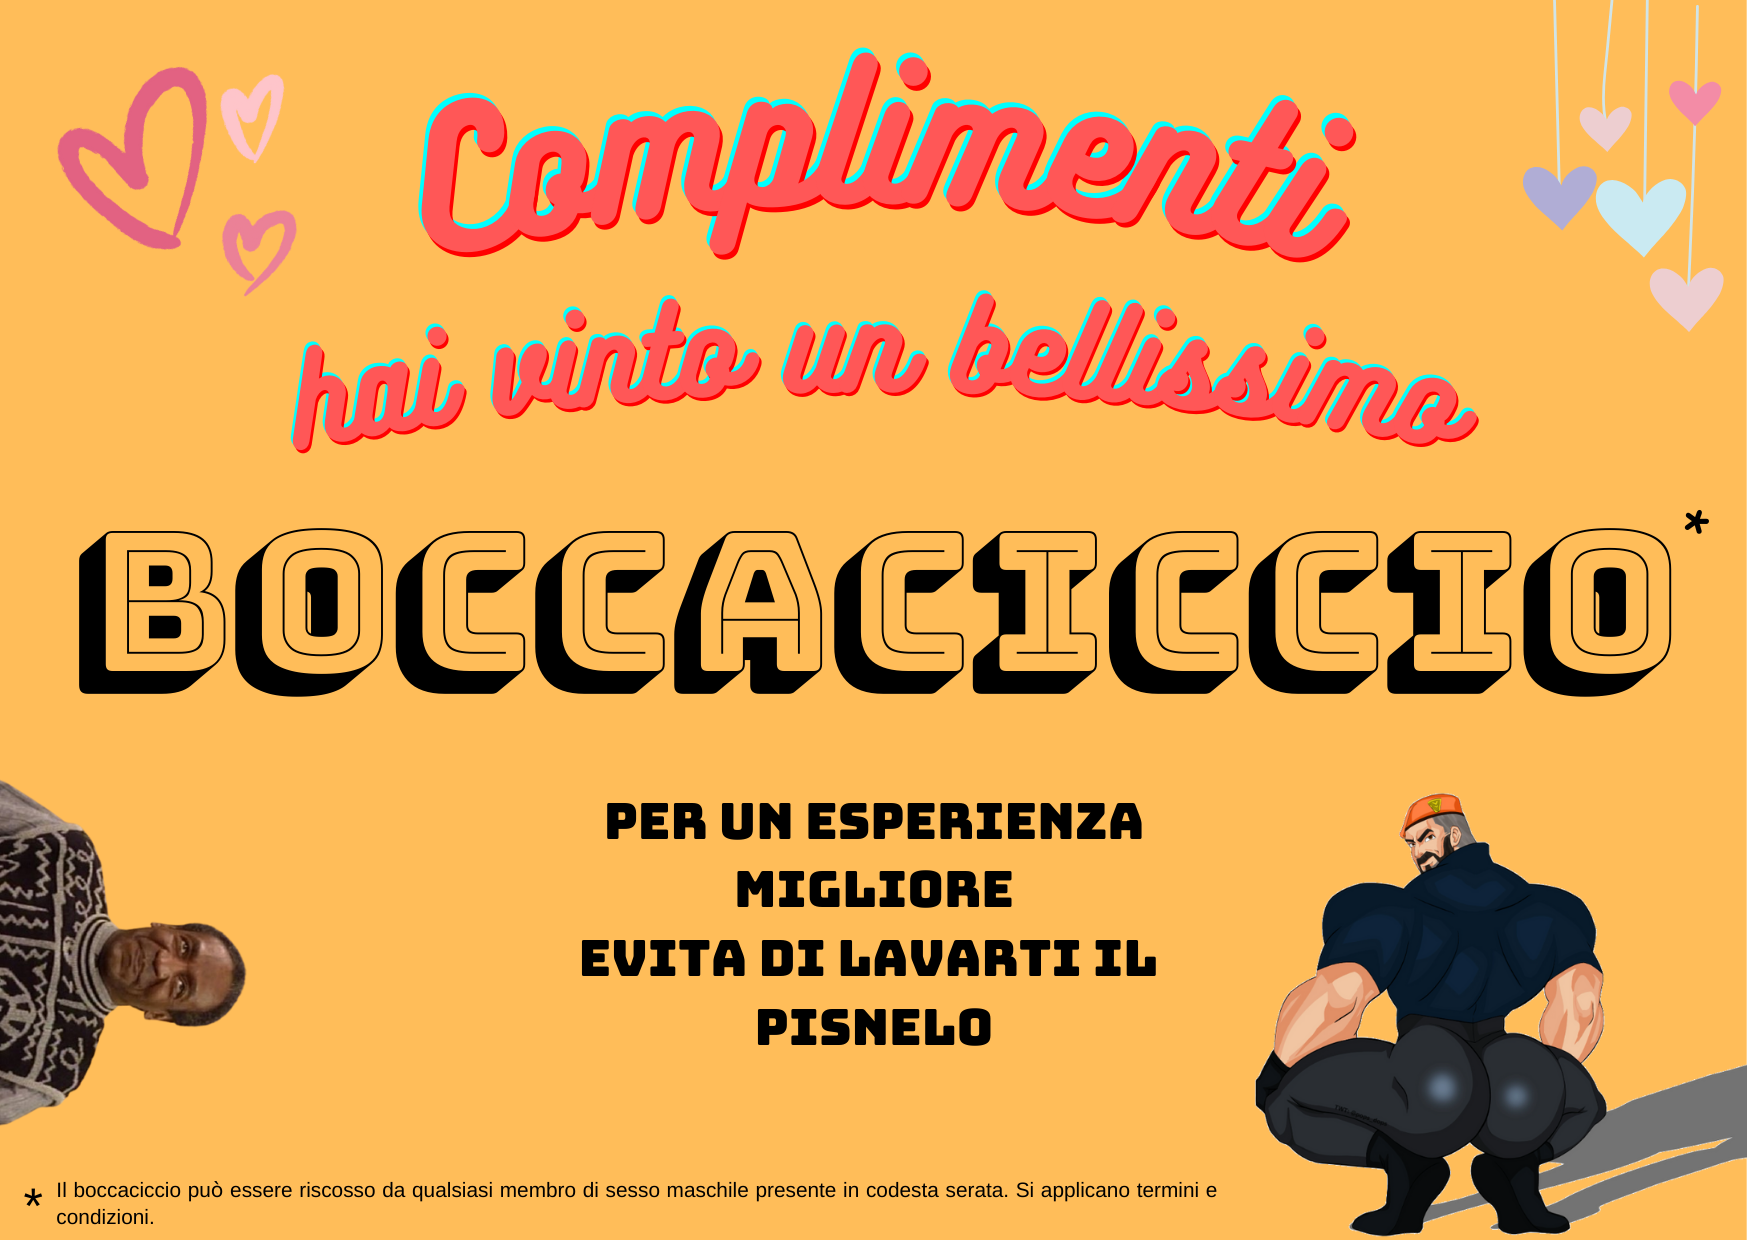 Complimenti
hai vinto un bellissimo
BOCCACICCIO*
PER UN ESPERIENZA
MIGLIORE
EVITA DI LAVARTI IL
PISNELO
* Il boccaciccio può essere riscosso da qualsiasi membro di sesso maschile presente in codesta serata. Si applicano termini e
condizioni.